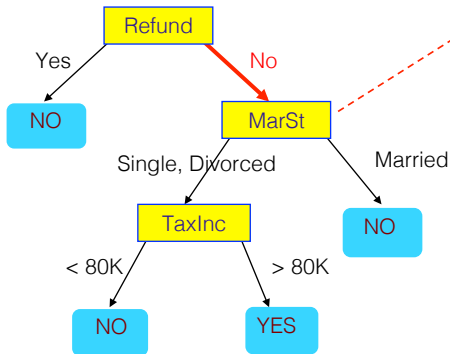 Refund
Yes
No
NO
MarSt
Single, Divorced
Married
TaxInc
NO
< 80K
> 80K
NO
YES